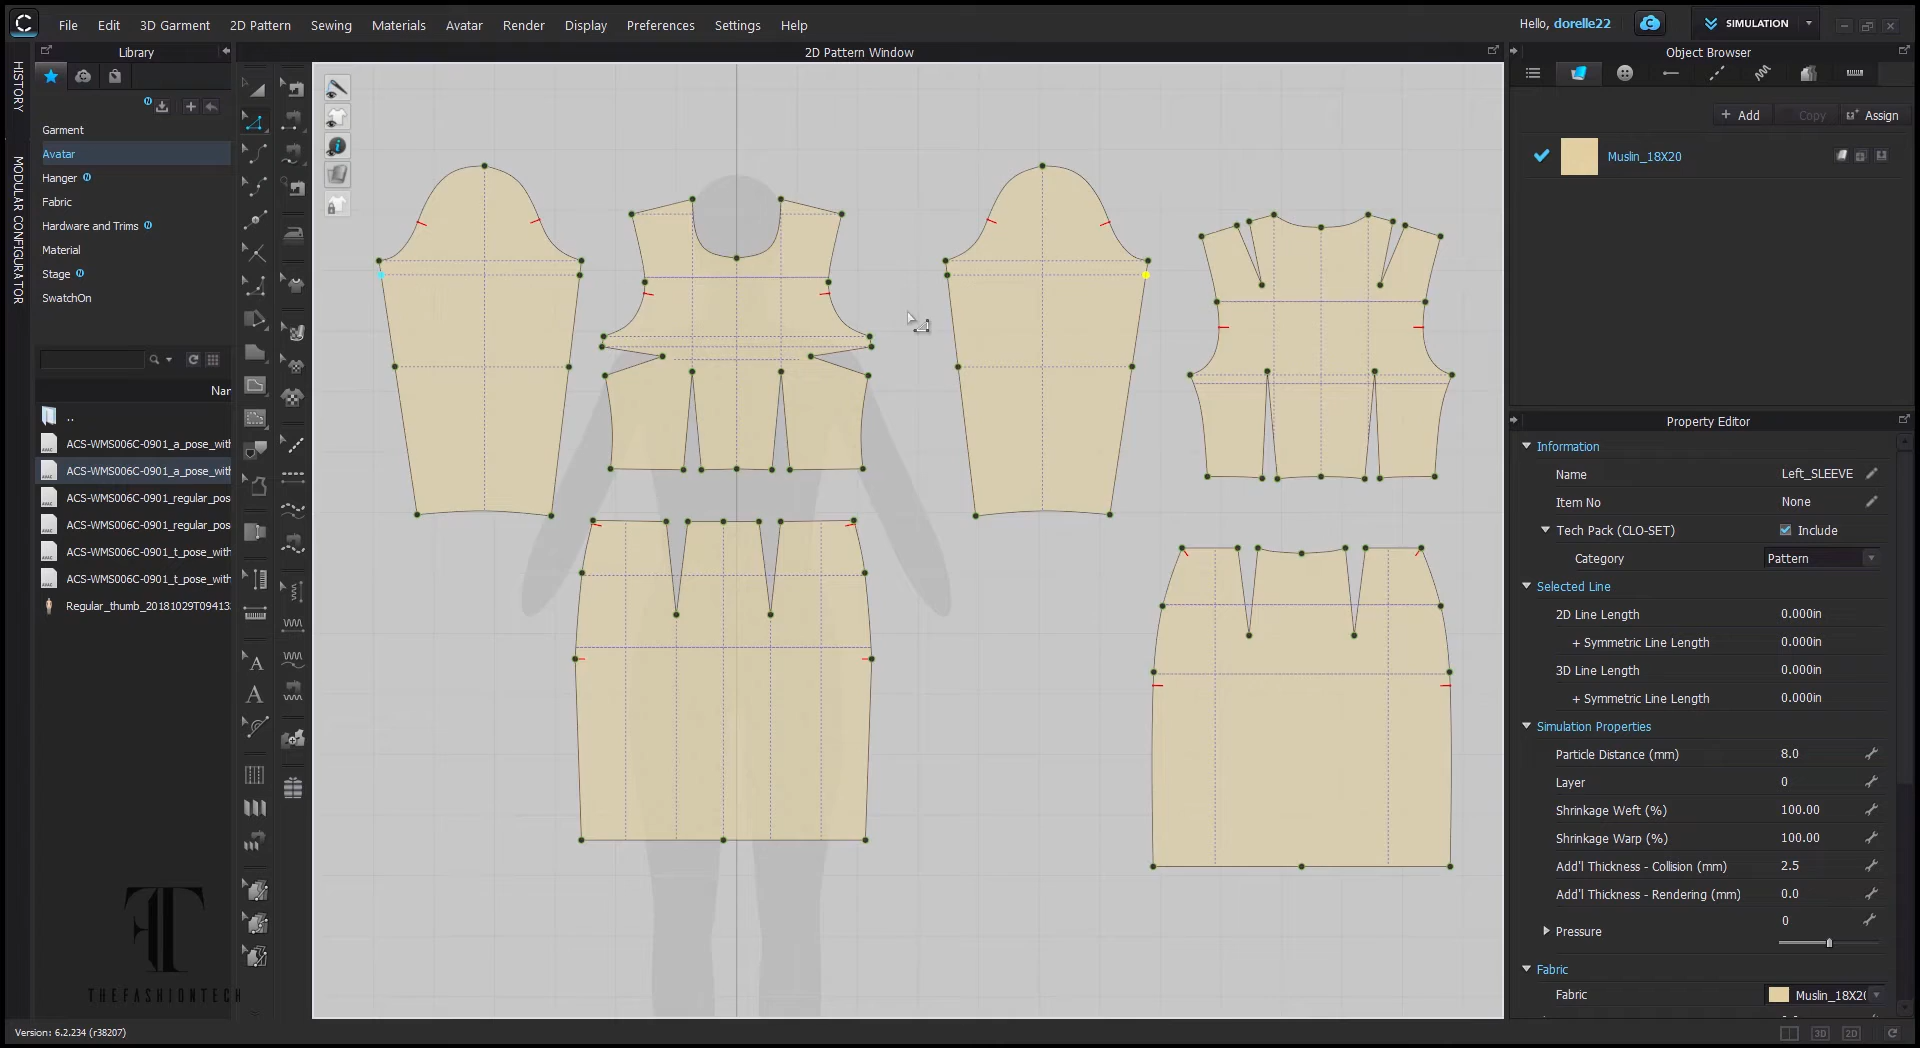 File Edit 3D Garment 2D Pattern Sewing Materials Avatar Render Display Preferences Settings Help
Hello, dorelle22
SIMULATION
HISTORY
MODULAR CONFIGURATOR
Library
Garment
Avatar
Hanger
Fabric
Hardware and Trims
Material
Stage
SwatchOn
Nar
..
ACS-WMS006C-0901_a_pose_with
ACS-WMS006C-0901_a_pose_with
ACS-WMS006C-0901_regular_pos
ACS-WMS006C-0901_regular_pos
ACS-WMS006C-0901_t_pose_with
ACS-WMS006C-0901_t_pose_with
Regular_thumb_20181029T09413
THEFASHIONTECH
Version: 6.2.234 (r38207)
2D Pattern Window
A
A
Object Browser
+ Add Copy Assign
Muslin_18X20
Property Editor
Information
Name Left_SLEEVE
Item No None
Tech Pack (CLO-SET) Include
Category Pattern
Selected Line
2D Line Length 0.000in
+ Symmetric Line Length 0.000in
3D Line Length 0.000in
+ Symmetric Line Length 0.000in
Simulation Properties
Particle Distance (mm) 8.0
Layer 0
Shrinkage Weft (%) 100.00
Shrinkage Warp (%) 100.00
Add'l Thickness - Collision (mm) 2.5
Add'l Thickness - Rendering (mm) 0.0
Pressure 0
Fabric
Fabric Muslin_18X20
3D 2D